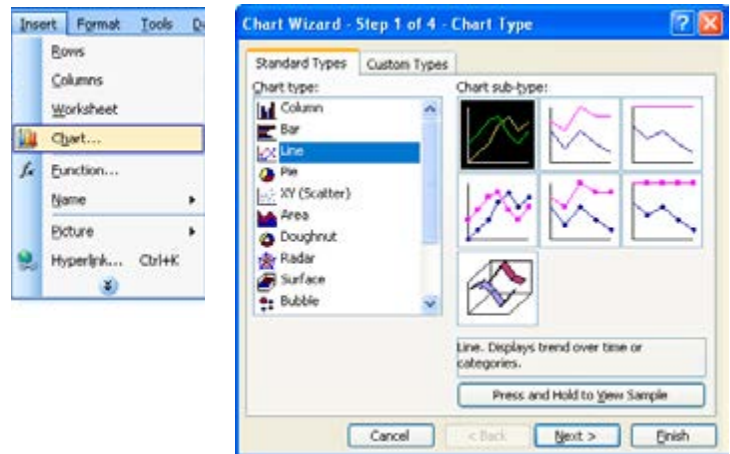 Insert Format Tools
Rows
Columns
Worksheet
Chart...
Function...
Name
Picture
Hyperlink... Ctrl+K
Chart Wizard - Step 1 of 4 - Chart Type
Standard Types Custom Types
Chart type:
Column
Bar
Line
Pie
XY (Scatter)
Area
Doughnut
Radar
Surface
Bubble
Chart sub-type:
Line. Displays trend over time or
categories.
Press and Hold to View Sample
Cancel < Back Next > Finish